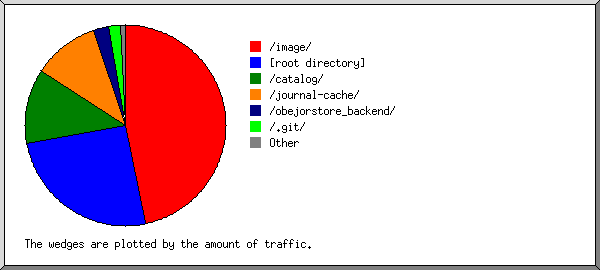 /image/
[root directory]
/catalog/
/journal-cache/
/obejorstore_backend/
/.git/
Other
The wedges are plotted by the amount of traffic.